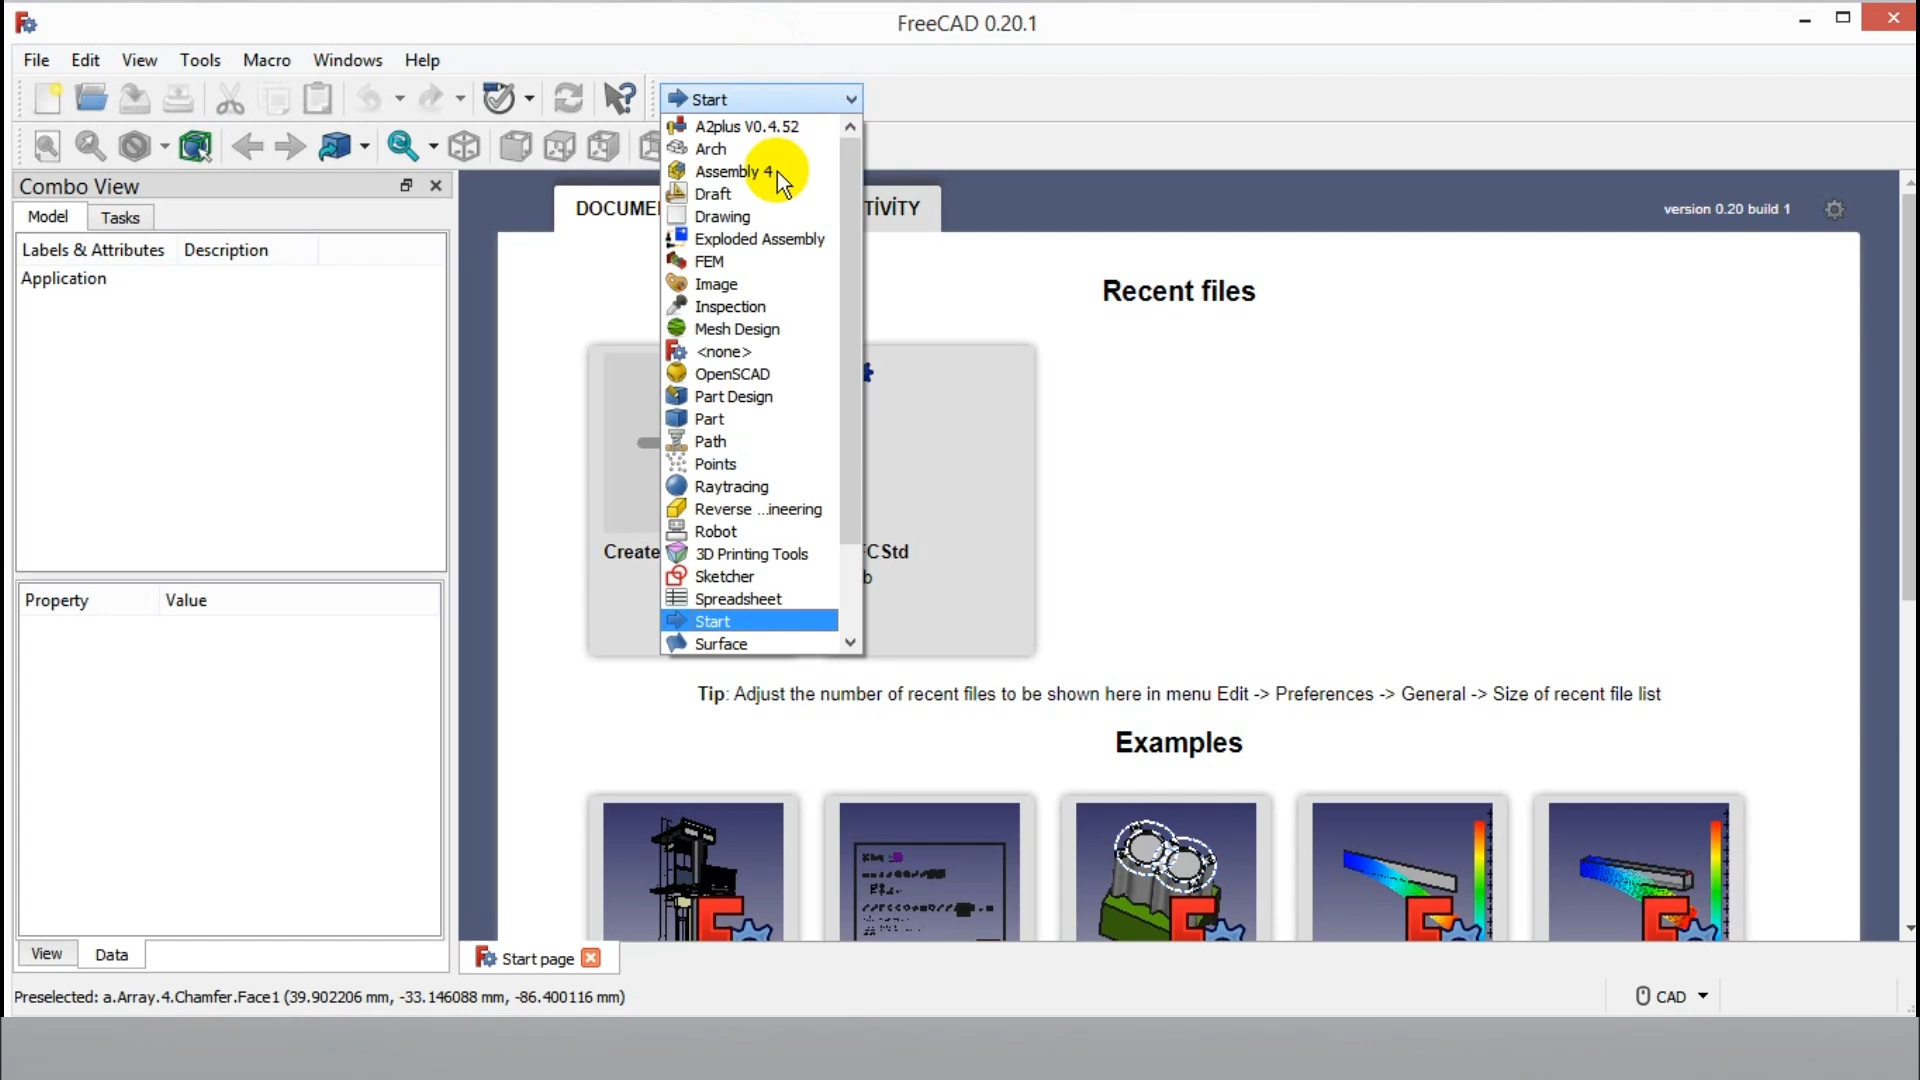 FreeCAD 0.20.1
File Edit View Tools Macro Windows Help
Start
Combo View
Model Tasks
Labels & Attributes Description
Application
Property Value
View Data
A2plus V0.4.52
Arch
Assembly 4
Draft
Drawing
Exploded Assembly
FEM
Image
Inspection
Mesh Design
<none>
OpenSCAD
Part Design
Part
Path
Points
Raytracing
Reverse ...ineering
Robot
3D Printing Tools
Sketcher
Spreadsheet
Start
Surface
DOCUME TİVİTY
version 0.20 build 1
Recent files
Create CStd
b
Tip: Adjust the number of recent files to be shown here in menu Edit -> Preferences -> General -> Size of recent file list
Examples
Start page
Preselected: a.Array.4.Chamfer.Face1 (39.902206 mm, -33.146088 mm, -86.400116 mm)
CAD